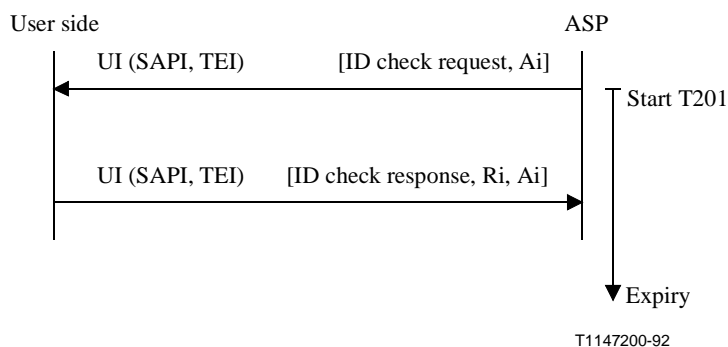 User side ASP
UI (SAPI, TEI) [ID check request, Ai]
Start T201
UI (SAPI, TEI) [ID check response, Ri, Ai]
Expiry
T1147200-92